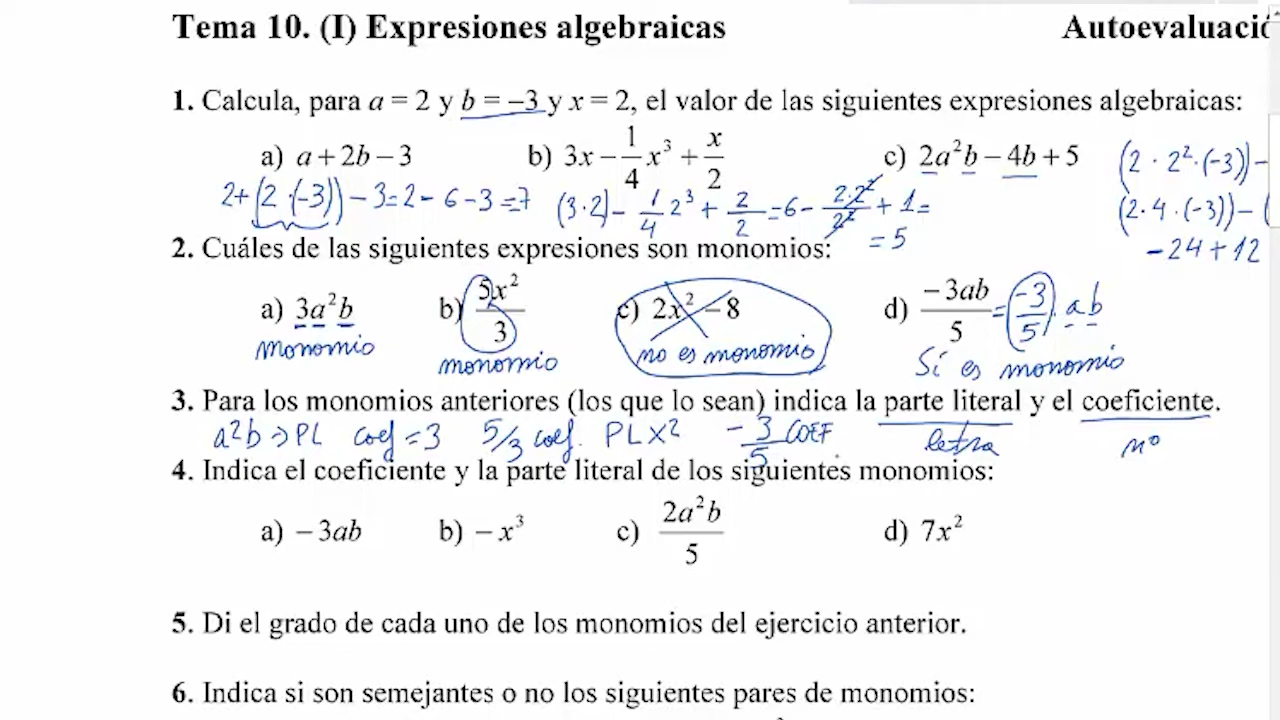 Tema 10. (I) Expresiones algebraicas Autoevaluació
1. Calcula, para a = 2 y b = −3 y x = 2, el valor de las siguientes expresiones algebraicas:
a) a + 2b − 3 b) 3x − 1/4 x³ + x/2 c) 2a²b − 4b + 5 (2 · 2² · (-3)) −
2+(2·(-3)) − 3 = 2 − 6 − 3 = −7 (3·2) − 1/4 2³ + 2/2 = 6 − 2·2²/2² + 1 = (2·4·(-3)) − (
= 5 −24 + 12
2. Cuáles de las siguientes expresiones son monomios:
a) 3a²b b) 5x²/3 c) 2x² − 8 d) −3ab/5 = −3/5 · ab
monomio monomio no es monomio Sí es monomio
3. Para los monomios anteriores (los que lo sean) indica la parte literal y el coeficiente.
a²b → PL coef = 3 5/3 coef. PL x² −3/5 COEF letra nº
4. Indica el coeficiente y la parte literal de los siguientes monomios:
a) − 3ab b) − x³ c) 2a²b/5 d) 7x²
5. Di el grado de cada uno de los monomios del ejercicio anterior.
6. Indica si son semejantes o no los siguientes pares de monomios: